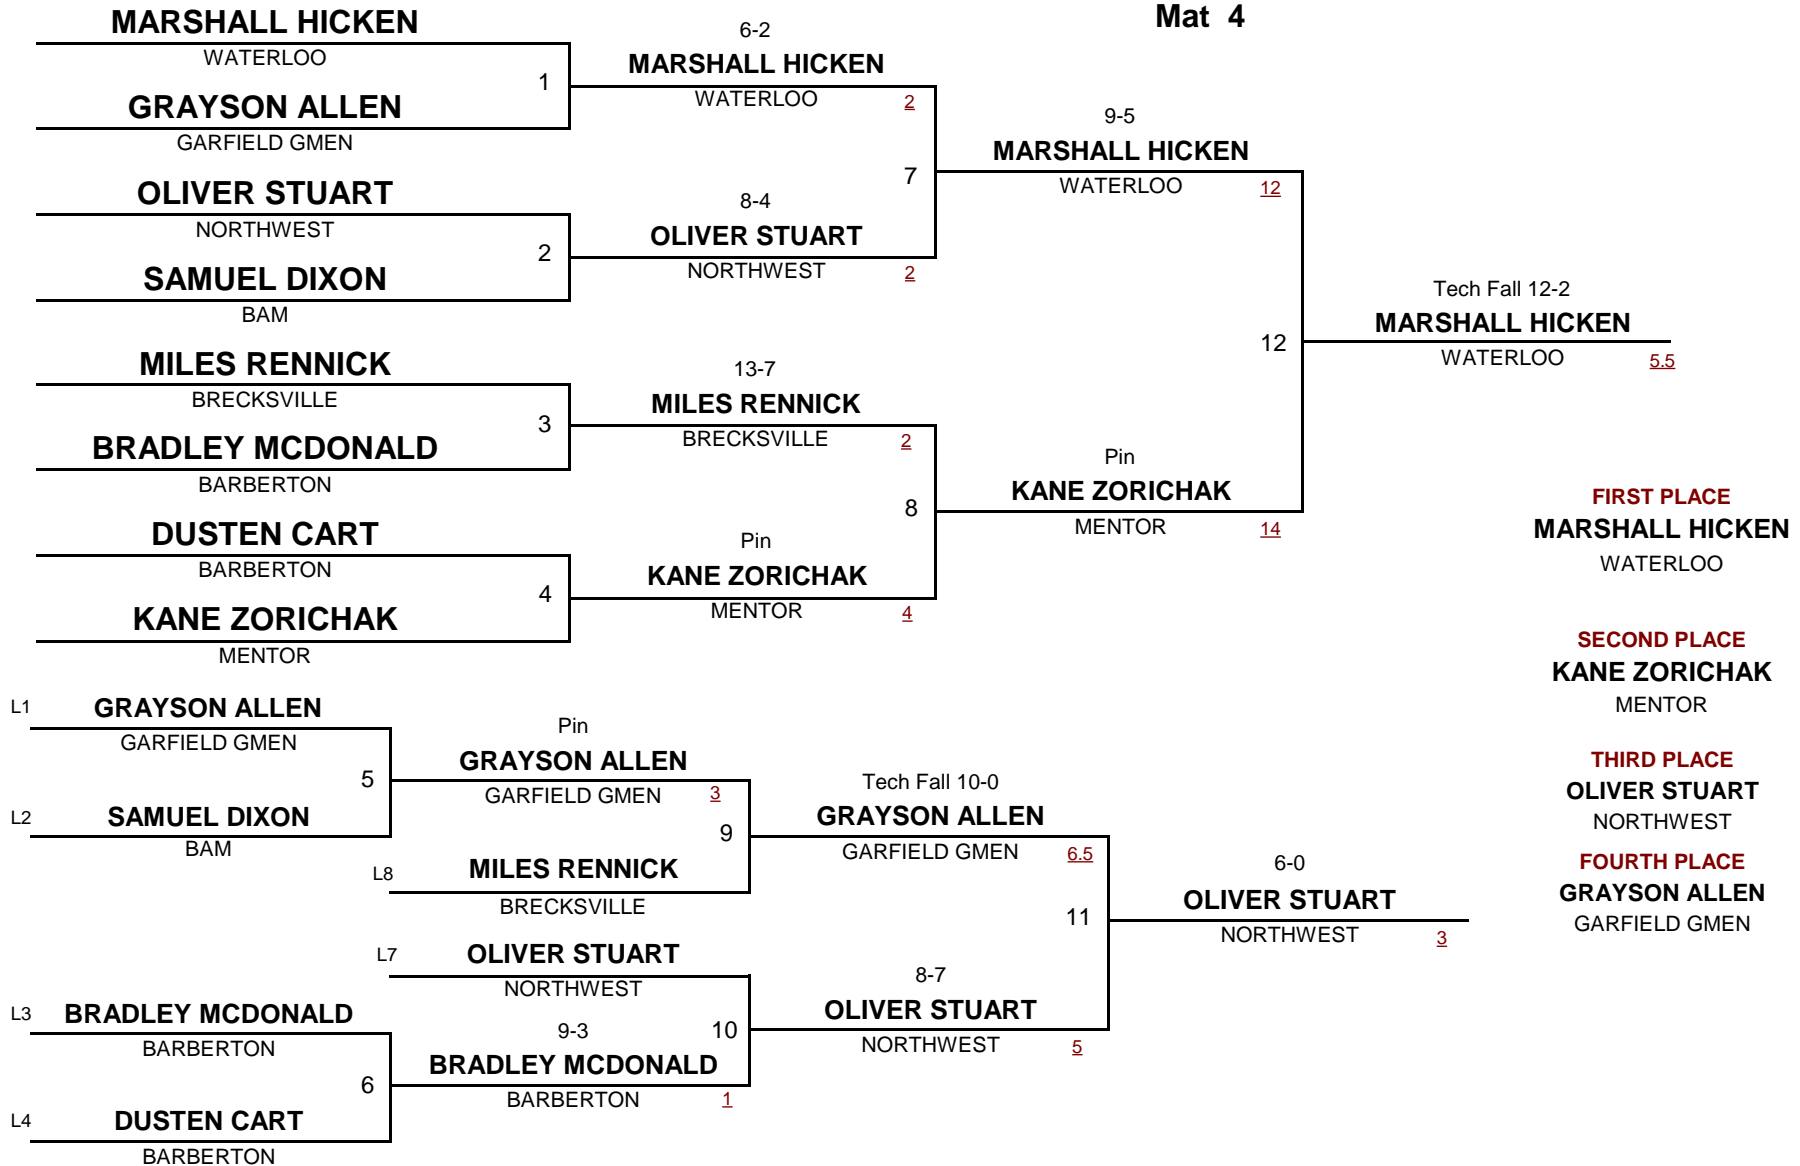 Mat 4
MARSHALL HICKEN
WATERLOO
1
GRAYSON ALLEN
GARFIELD GMEN
OLIVER STUART
NORTHWEST
2
SAMUEL DIXON
BAM
MILES RENNICK
BRECKSVILLE
3
BRADLEY MCDONALD
BARBERTON
DUSTEN CART
BARBERTON
4
KANE ZORICHAK
MENTOR
6-2
MARSHALL HICKEN
WATERLOO 2
7
8-4
OLIVER STUART
NORTHWEST 2
13-7
MILES RENNICK
BRECKSVILLE 2
8
Pin
KANE ZORICHAK
MENTOR 4
9-5
MARSHALL HICKEN
WATERLOO 12
12
Pin
KANE ZORICHAK
MENTOR 14
Tech Fall 12-2
MARSHALL HICKEN
WATERLOO 5.5
FIRST PLACE
MARSHALL HICKEN
WATERLOO
SECOND PLACE
KANE ZORICHAK
MENTOR
THIRD PLACE
OLIVER STUART
NORTHWEST
FOURTH PLACE
GRAYSON ALLEN
GARFIELD GMEN
L1 GRAYSON ALLEN
GARFIELD GMEN
5
L2 SAMUEL DIXON
BAM
Pin
GRAYSON ALLEN
GARFIELD GMEN 3
9
L8 MILES RENNICK
BRECKSVILLE
L7 OLIVER STUART
NORTHWEST
10
L3 BRADLEY MCDONALD
BARBERTON
6
L4 DUSTEN CART
BARBERTON
9-3
BRADLEY MCDONALD
BARBERTON 1
Tech Fall 10-0
GRAYSON ALLEN
GARFIELD GMEN 6.5
11
8-7
OLIVER STUART
NORTHWEST 5
6-0
OLIVER STUART
NORTHWEST 3